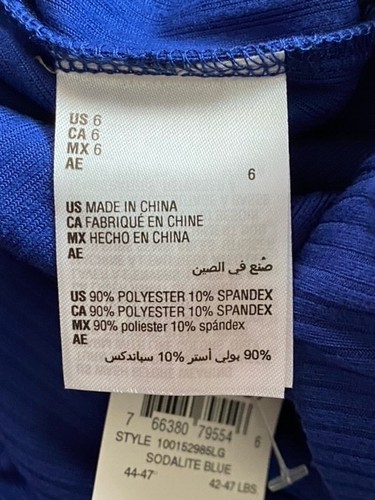 US 6
CA 6
MX 6
AE
6
US MADE IN CHINA
CA FABRIQUÉ EN CHINE
MX HECHO EN CHINA
AE
صُنع في الصين
US 90% POLYESTER 10% SPANDEX
CA 90% POLYESTER 10% SPANDEX
MX 90% poliester 10% spándex
AE
90% بولي أستر 10% سباندكس
7 66380 79554 6
STYLE 100152985LG
SODALITE BLUE
44-47" 42-47 LBS